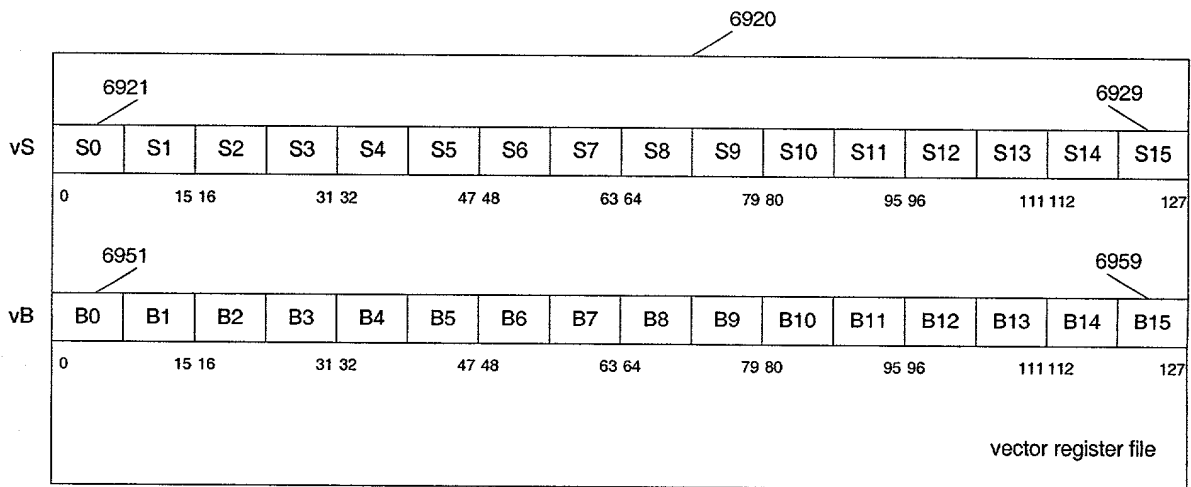 6920
6921 6929
vS S0 S1 S2 S3 S4 S5 S6 S7 S8 S9 S10 S11 S12 S13 S14 S15
0 15 16 31 32 47 48 63 64 79 80 95 96 111 112 127
6951 6959
vB B0 B1 B2 B3 B4 B5 B6 B7 B8 B9 B10 B11 B12 B13 B14 B15
0 15 16 31 32 47 48 63 64 79 80 95 96 111 112 127
vector register file